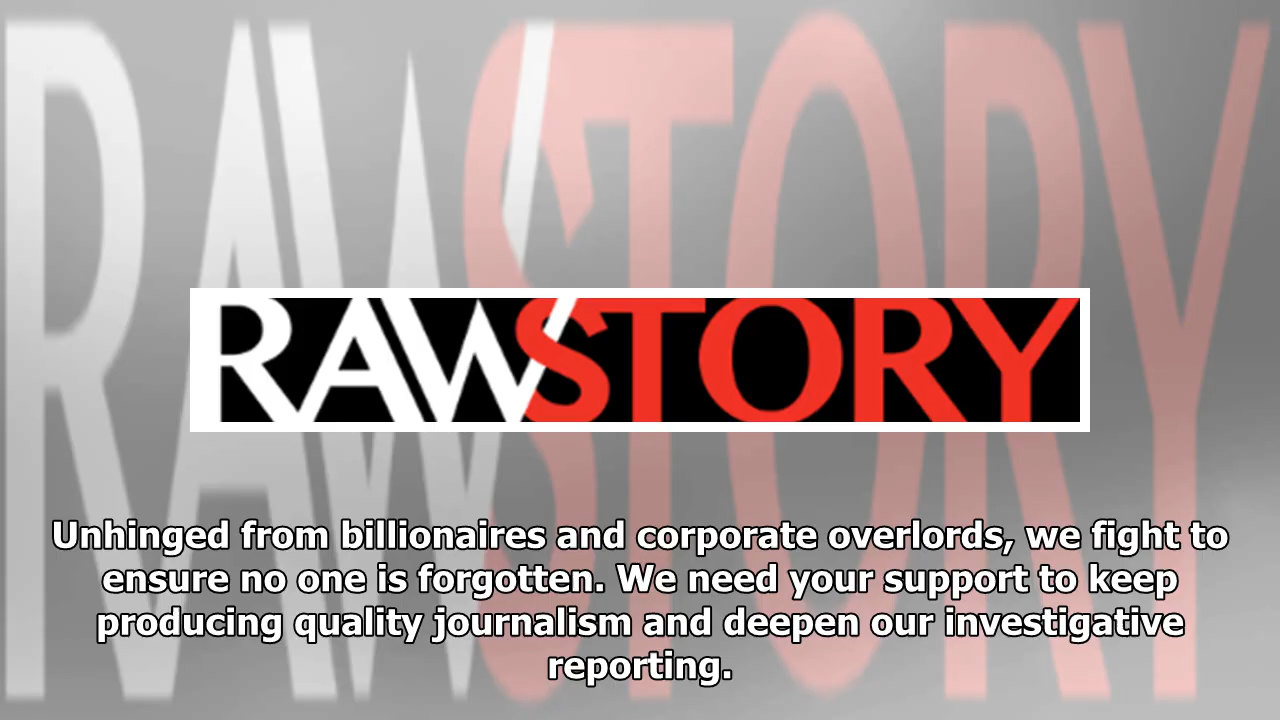 RAWSTORY
RAWSTORY
Unhinged from billionaires and corporate overlords, we fight to
ensure no one is forgotten. We need your support to keep
producing quality journalism and deepen our investigative
reporting.